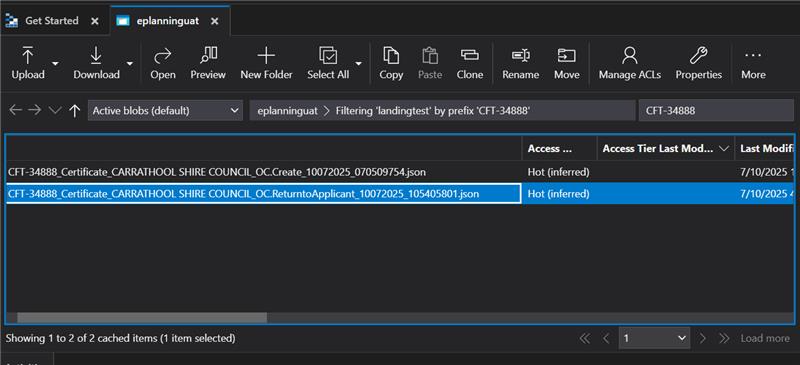 Get Started
eplanninguat
Upload Download Open Preview New Folder Select All Copy Paste Clone Rename Move Manage ACLs Properties More
Active blobs (default) eplanninguat Filtering 'landingtest' by prefix 'CFT-34888' CFT-34888
Access ... Access Tier Last Mod... Last Modifi
CFT-34888_Certificate_CARRATHOOL SHIRE COUNCIL_OC.Create_10072025_070509754.json Hot (inferred) 7/10/2025 1
CFT-34888_Certificate_CARRATHOOL SHIRE COUNCIL_OC.ReturntoApplicant_10072025_105405801.json Hot (inferred) 7/10/2025 4
Showing 1 to 2 of 2 cached items (1 item selected) 1 Load more